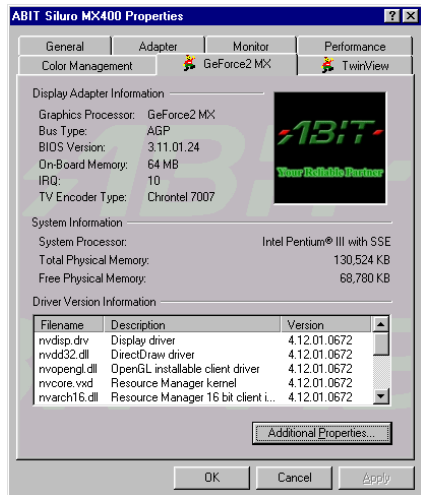 ABIT Siluro MX400 Properties
General Adapter Monitor Performance
Color Management GeForce2 MX TwinView
Display Adapter Information
Graphics Processor: GeForce2 MX
Bus Type: AGP
BIOS Version: 3.11.01.24
On-Board Memory: 64 MB
IRQ: 10
TV Encoder Type: Chrontel 7007
ABIT
Your Reliable Partner
System Information
System Processor: Intel Pentium® III with SSE
Total Physical Memory: 130,524 KB
Free Physical Memory: 68,780 KB
Driver Version Information
Filename Description Version
nvdisp.drv Display driver 4.12.01.0672
nvdd32.dll DirectDraw driver 4.12.01.0672
nvopengl.dll OpenGL installable client driver 4.12.01.0672
nvcore.vxd Resource Manager kernel 4.12.01.0672
nvarch16.dll Resource Manager 16 bit client i... 4.12.01.0672
Additional Properties...
OK Cancel Apply